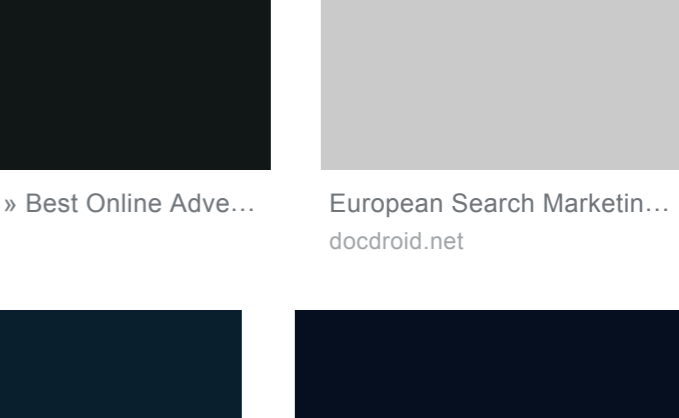 » Best Online Adve...
European Search Marketin...
docdroid.net